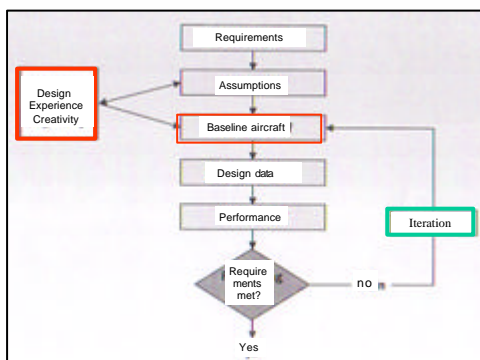 Requirements
Assumptions
Design
Experience
Creativity
Baseline aircraft
Design data
Performance
Iteration
Require
ments
met?
no
Yes